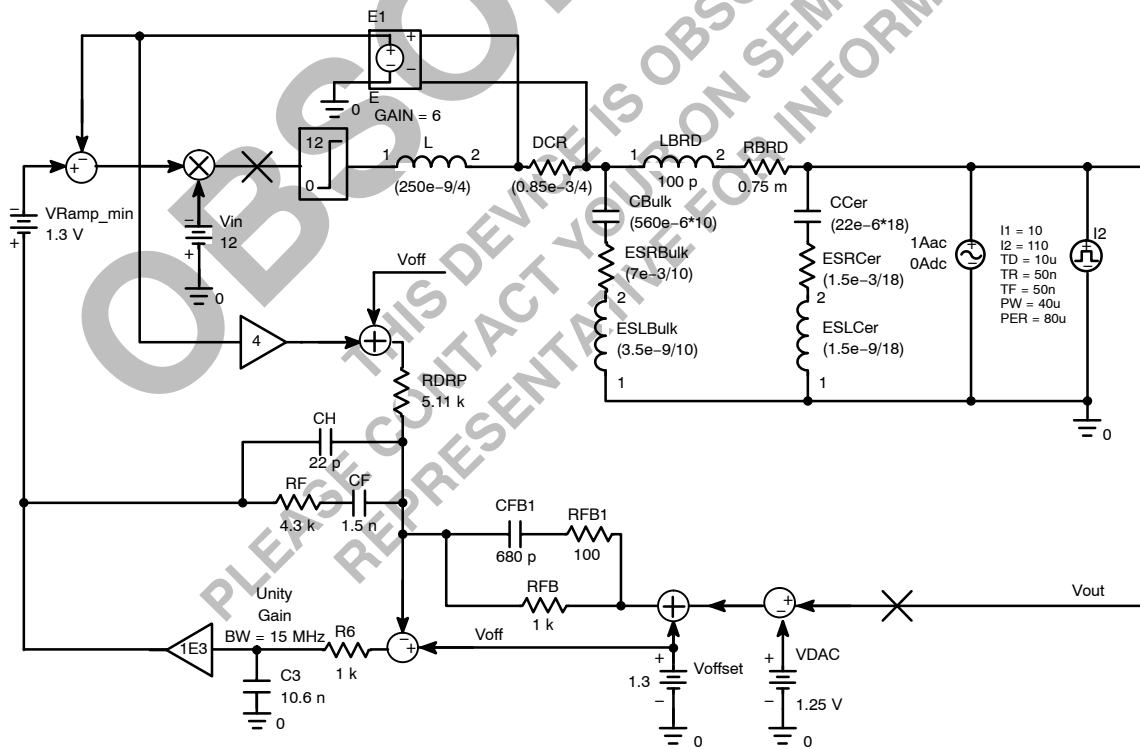 E1
+
+
−
−
E
0
GAIN = 6
12
0
L
1 2
(250e−9/4)
DCR
(0.85e−3/4)
LBRD
1 2
100 p
RBRD
0.75 m
−
+
−
VRamp_min
1.3 V
+
−
Vin
12
+
0
CBulk
(560e−6*10)
ESRBulk
(7e−3/10)
2
ESLBulk
(3.5e−9/10)
1
CCer
(22e−6*18)
ESRCer
(1.5e−3/18)
2
ESLCer
(1.5e−9/18)
1
1Aac
0Adc
+
−
I1 = 10
I2 = 110
TD = 10u
TR = 50n
TF = 50n
PW = 40u
PER = 80u
I2
+
−
0
Voff
4
+
RDRP
5.11 k
CH
22 p
RF
4.3 k
CF
1.5 n
CFB1
680 p
RFB1
100
RFB
1 k
Unity
Gain
BW = 15 MHz
1E3
R6
1 k
C3
10.6 n
0
−
+
Voff
+
+
1.3
−
Voffset
0
+
−
VDAC
+
−
1.25 V
0
Vout
OBSO
THIS DEVICE IS OBSO
PLEASE CONTACT YOUR ON SEM
REPRESENTATIVE FOR INFORM